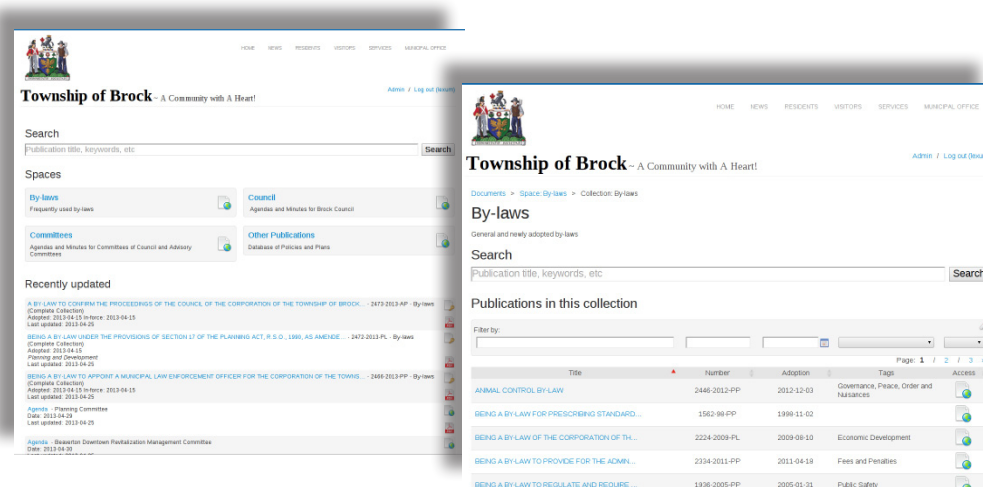 HOME NEWS RESIDENTS VISITORS SERVICES MUNICIPAL OFFICE
Township of Brock ~ A Community with A Heart!
Admin / Log out (lexum)
Search
Publication title, keywords, etc
Search
Spaces
By-laws
Frequently used by-laws
Council
Agendas and Minutes for Brock Council
Committees
Agendas and Minutes for Committees of Council and Advisory
Committees
Other Publications
Database of Policies and Plans
Recently updated
A BY-LAW TO CONFIRM THE PROCEEDINGS OF THE COUNCIL OF THE CORPORATION OF THE TOWNSHIP OF BROCK... - 2473-2013-AP - By-laws
(Complete Collection)
Adopted: 2013-04-15 In-force: 2013-04-15
Last updated: 2013-04-25
BEING A BY-LAW UNDER THE PROVISIONS OF SECTION 17 OF THE PLANNING ACT, R.S.O., 1990, AS AMENDE... - 2472-2013-PL - By-laws
(Complete Collection)
Adopted: 2013-04-15
Planning and Development
Last updated: 2013-04-25
BEING A BY-LAW TO APPOINT A MUNICIPAL LAW ENFORCEMENT OFFICER FOR THE CORPORATION OF THE TOWNS... - 2466-2013-PP - By-laws
(Complete Collection)
Adopted: 2013-04-15 In-force: 2013-04-15
Last updated: 2013-04-25
Agenda - Planning Committee
Date: 2013-04-29
Last updated: 2013-04-25
Agenda - Beaverton Downtown Revitalization Management Committee
Date: 2013-04-30
Last updated: 2013-04-25
HOME NEWS RESIDENTS VISITORS SERVICES MUNICIPAL OFFICE
Township of Brock ~ A Community with A Heart!
Admin / Log out (lexu
Documents > Space: By-laws > Collection: By-laws
By-laws
General and newly adopted by-laws
Search
Publication title, keywords, etc
Search
Publications in this collection
Filter by:
Page: 1 / 2 / 3
Title Number Adoption Tags Access
ANIMAL CONTROL BY-LAW 2446-2012-PP 2012-12-03 Governance, Peace, Order and
Nuisances
BEING A BY-LAW FOR PRESCRIBING STANDARD... 1562-98-PP 1999-11-02
BEING A BY-LAW OF THE CORPORATION OF TH... 2224-2009-PL 2009-08-10 Economic Development
BEING A BY-LAW TO PROVIDE FOR THE ADMIN... 2334-2011-PP 2011-04-18 Fees and Penalties
BEING A BY-LAW TO REGULATE AND REQUIRE ... 1936-2005-PP 2005-01-31 Public Safety